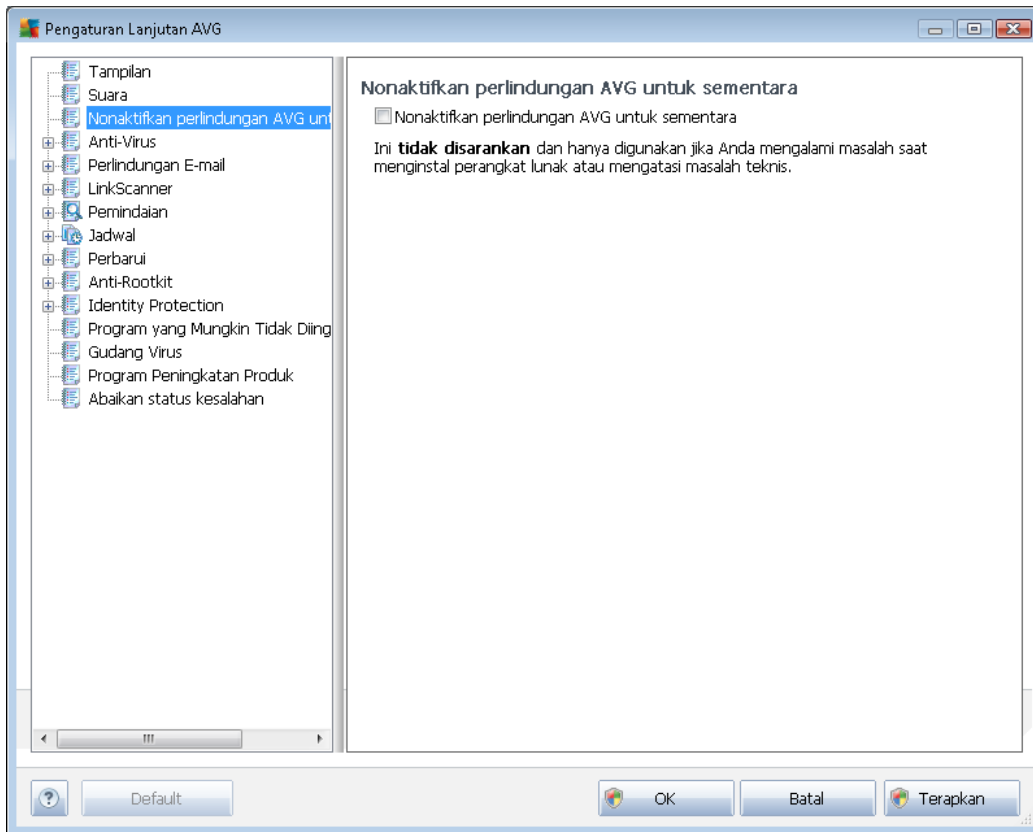 Pengaturan Lanjutan AVG
Tampilan
Suara
Nonaktifkan perlindungan AVG unt
Anti-Virus
Perlindungan E-mail
LinkScanner
Pemindaian
Jadwal
Perbarui
Anti-Rootkit
Identity Protection
Program yang Mungkin Tidak Diing
Gudang Virus
Program Peningkatan Produk
Abaikan status kesalahan
Nonaktifkan perlindungan AVG untuk sementara
Nonaktifkan perlindungan AVG untuk sementara
Ini tidak disarankan dan hanya digunakan jika Anda mengalami masalah saat
menginstal perangkat lunak atau mengatasi masalah teknis.
? Default OK Batal Terapkan